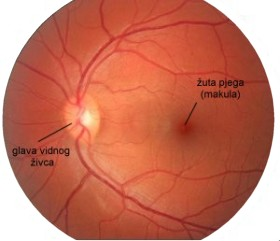 žuta pjega
(makula)
glava vidnog
živca